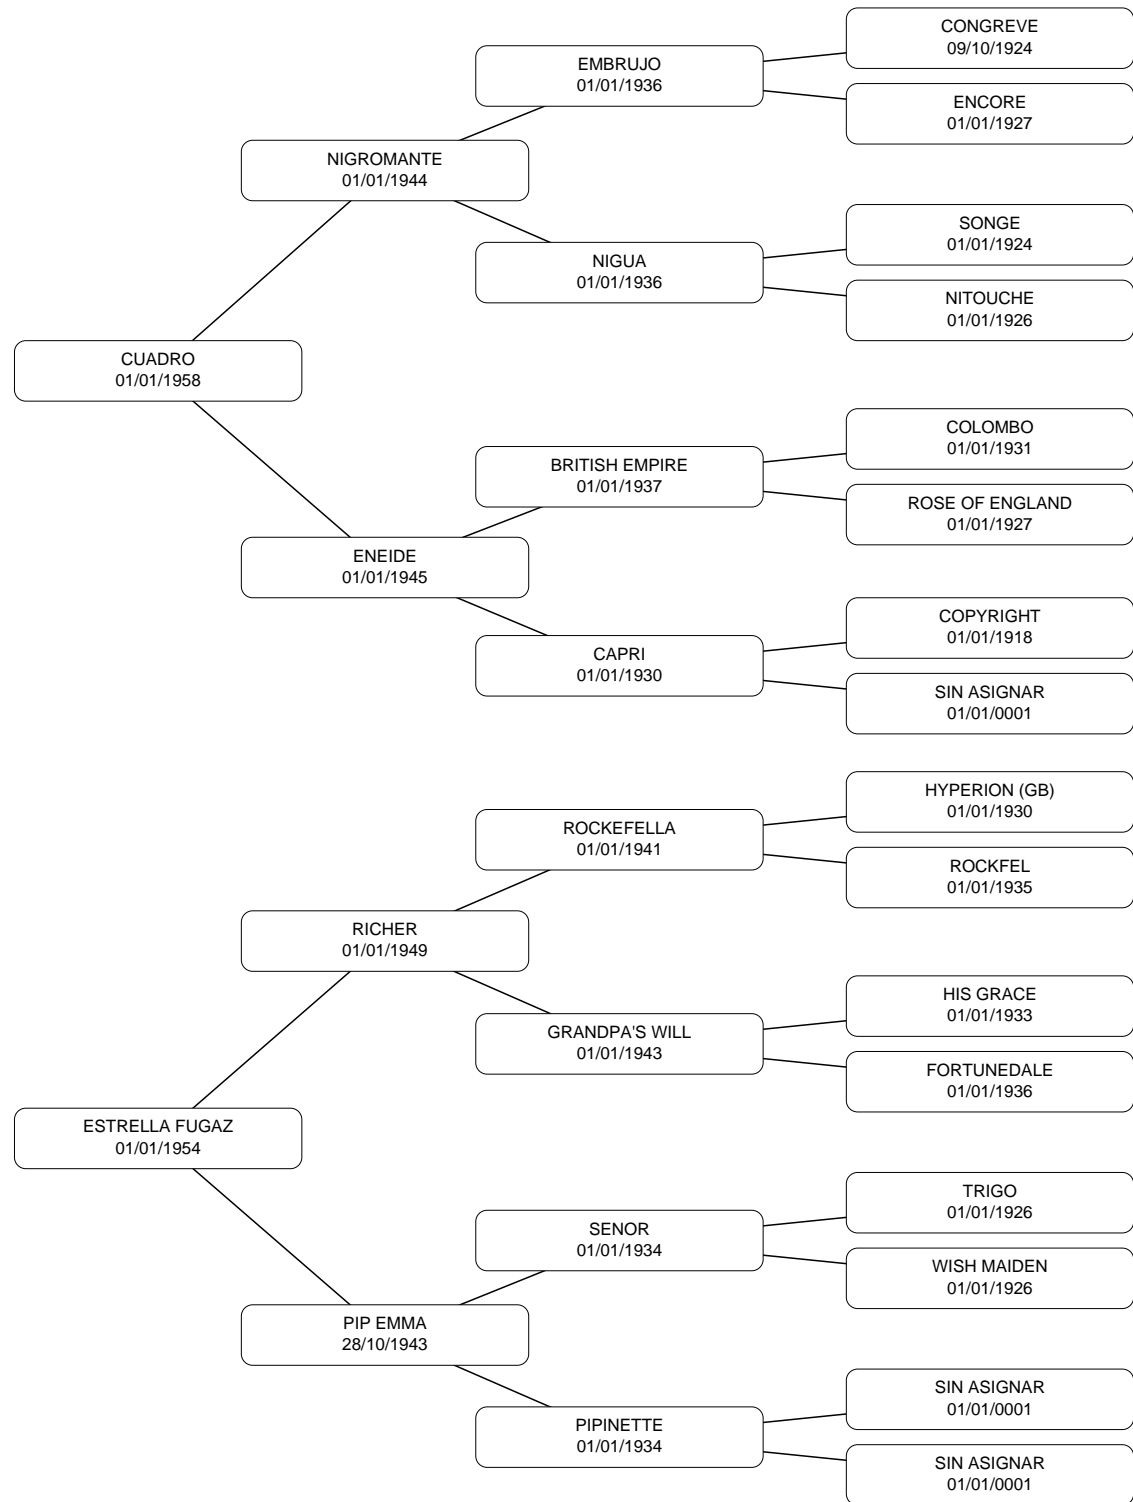 CONGREVE
09/10/1924
EMBRUJO
01/01/1936
ENCORE
01/01/1927
NIGROMANTE
01/01/1944
SONGE
01/01/1924
NIGUA
01/01/1936
NITOUCHE
01/01/1926
CUADRO
01/01/1958
COLOMBO
01/01/1931
BRITISH EMPIRE
01/01/1937
ROSE OF ENGLAND
01/01/1927
ENEIDE
01/01/1945
COPYRIGHT
01/01/1918
CAPRI
01/01/1930
SIN ASIGNAR
01/01/0001
HYPERION (GB)
01/01/1930
ROCKEFELLA
01/01/1941
ROCKFEL
01/01/1935
RICHER
01/01/1949
HIS GRACE
01/01/1933
GRANDPA'S WILL
01/01/1943
FORTUNEDALE
01/01/1936
ESTRELLA FUGAZ
01/01/1954
TRIGO
01/01/1926
SENOR
01/01/1934
WISH MAIDEN
01/01/1926
PIP EMMA
28/10/1943
SIN ASIGNAR
01/01/0001
PIPINETTE
01/01/1934
SIN ASIGNAR
01/01/0001